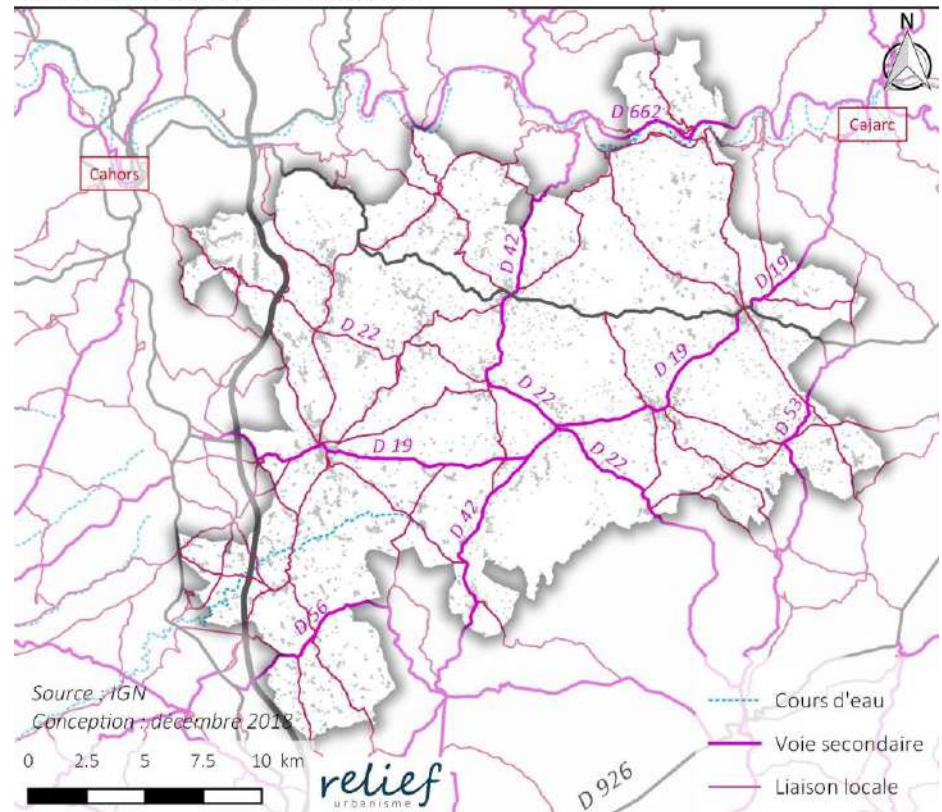 N
D 662
Cajarc
Cahors
D 42
D 19
D 22
D 19
D 22
D 53
D 19
D 22
D 42
D 56
Source : IGN
Conception : décembre 2018
0 2.5 5 7.5 10 km
relief
urbanisme
D 926
Cours d'eau
Voie secondaire
Liaison locale